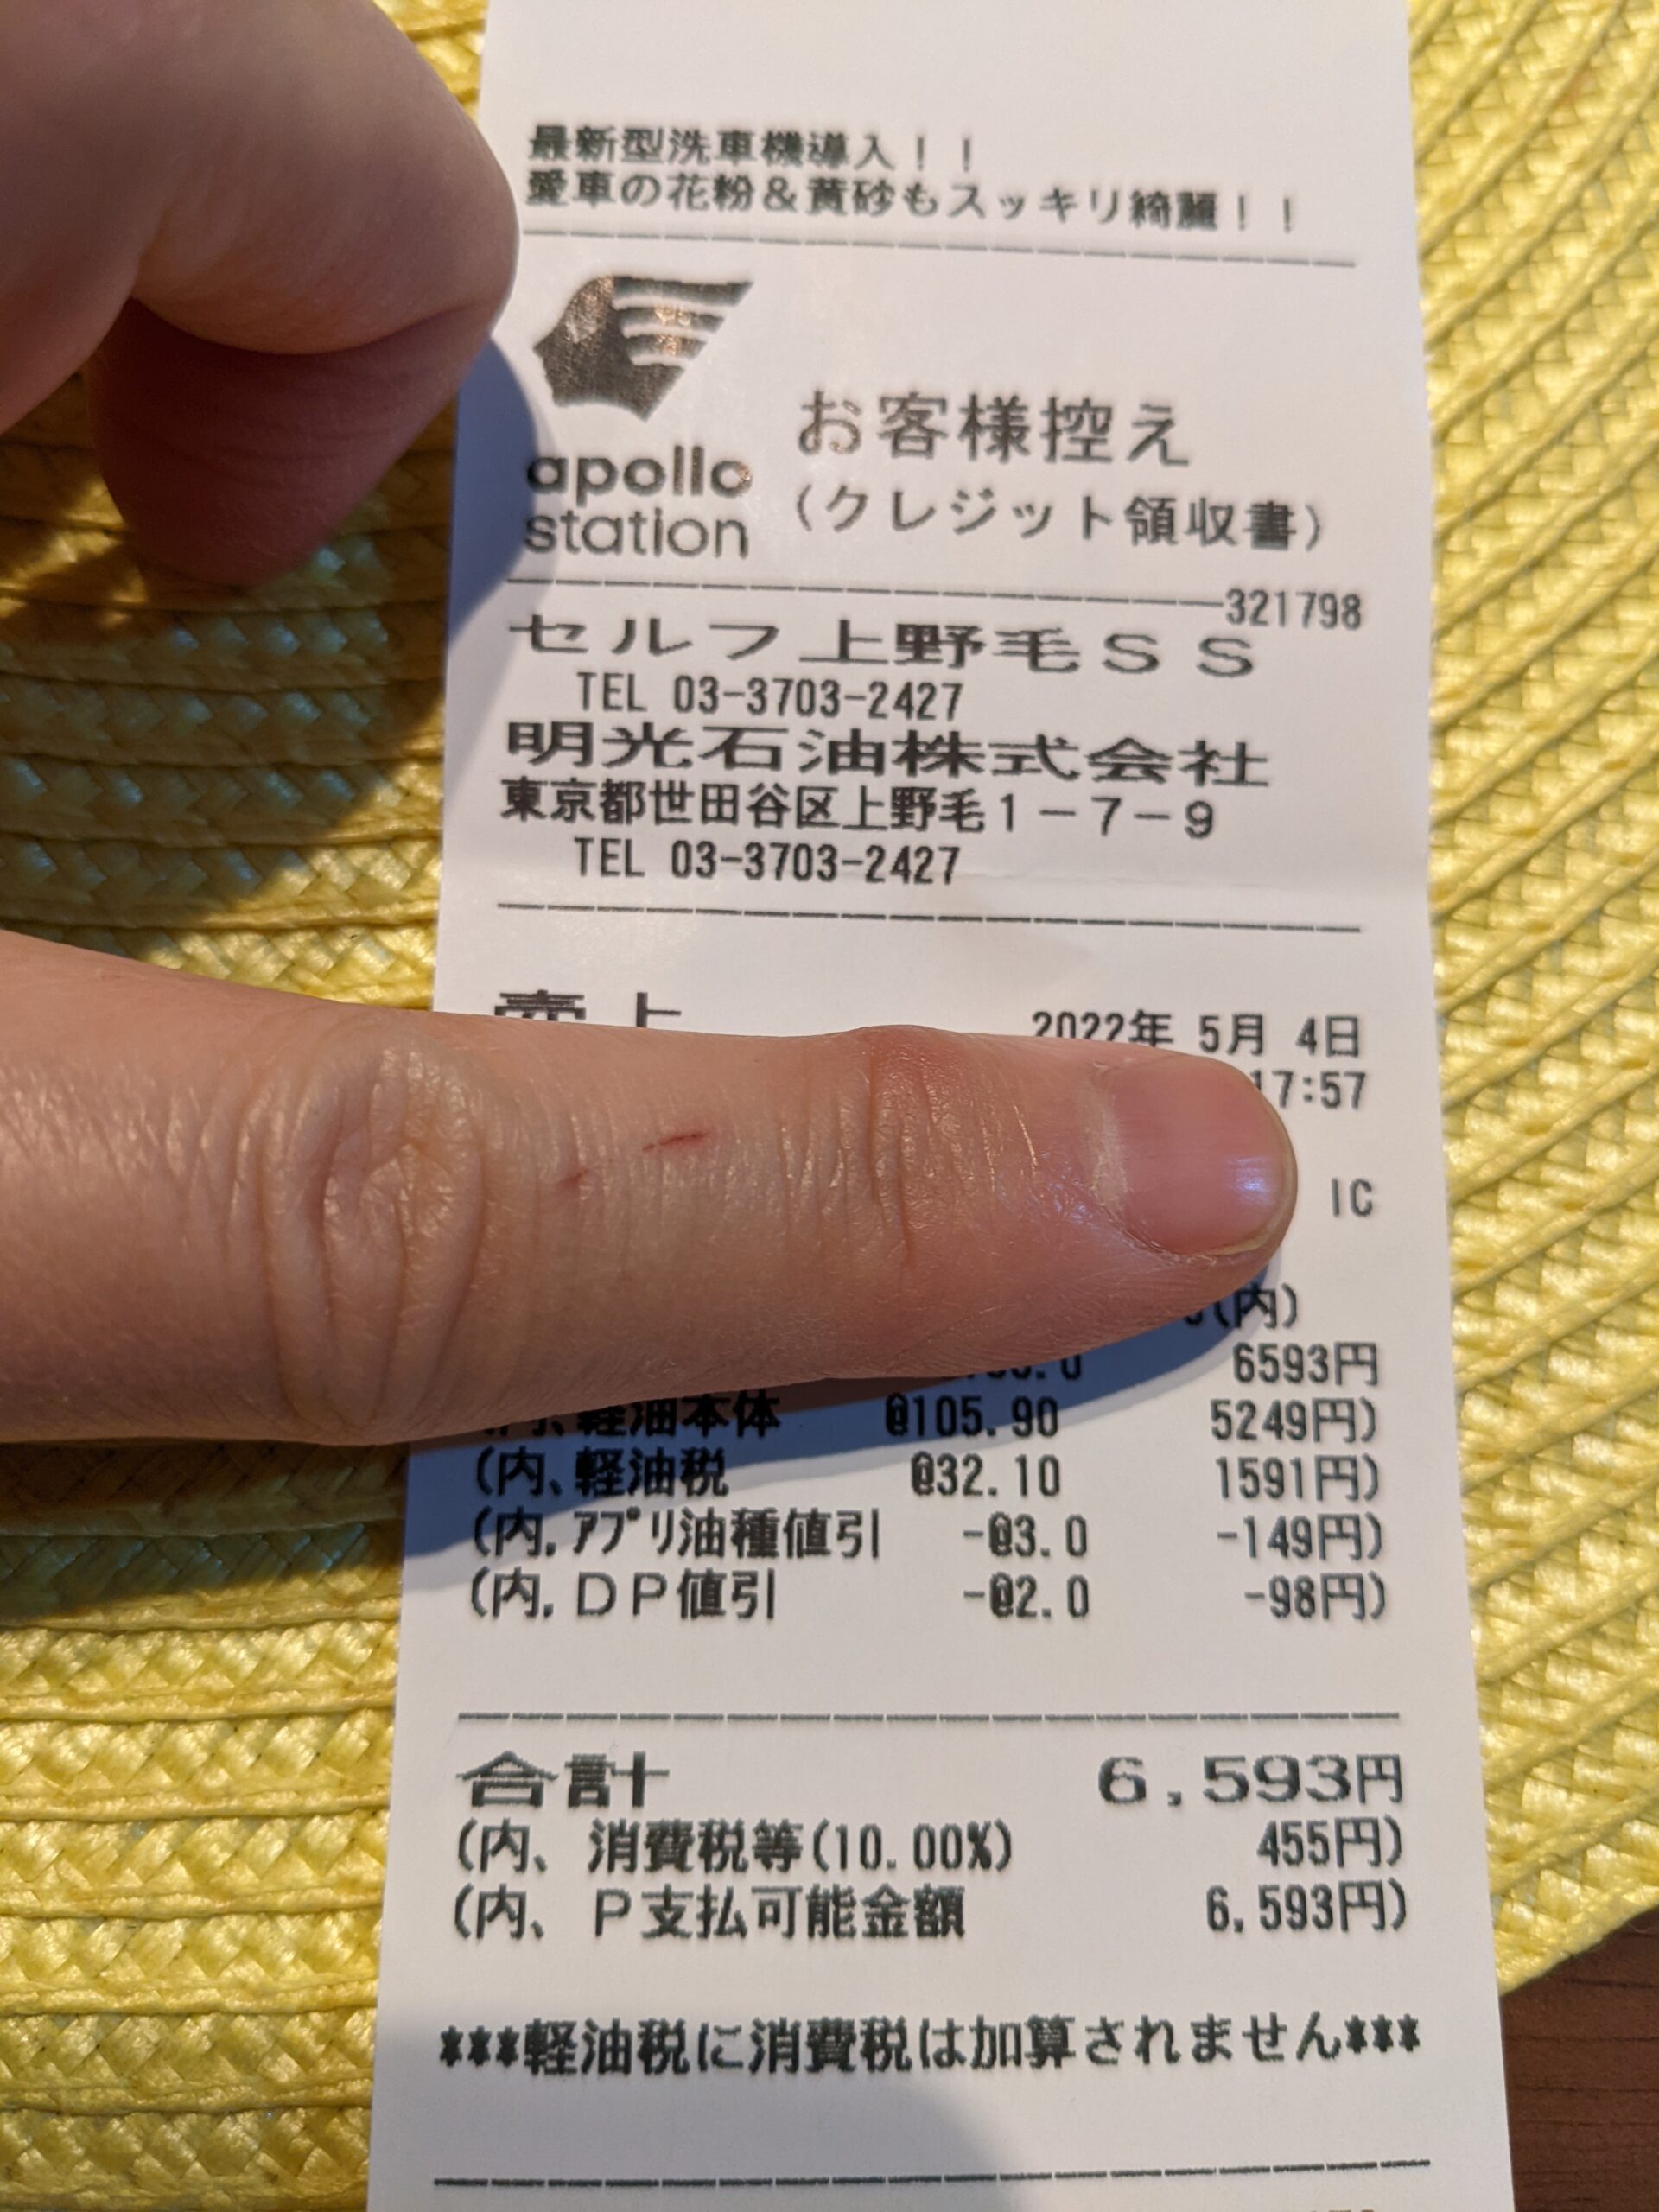 最新型洗車機導入！！
愛車の花粉＆黄砂もスッキリ綺麗！！
apollo
station
お客様控え
(クレジット領収書)
321798
セルフ上野毛ＳＳ
TEL 03-3703-2427
明光石油株式会社
東京都世田谷区上野毛１－７－９
TEL 03-3703-2427
売上 2022年 5月 4日
17:57
IC
(内)
6593円
軽油本体 @105.90 5249円)
(内、軽油税 @32.10 1591円)
(内,ｱﾌﾟﾘ油種値引 -@3.0 -149円)
(内,ＤＰ値引 -@2.0 -98円)
合計 6,593円
(内、消費税等(10.00%) 455円)
(内、Ｐ支払可能金額 6,593円)
***軽油税に消費税は加算されません***